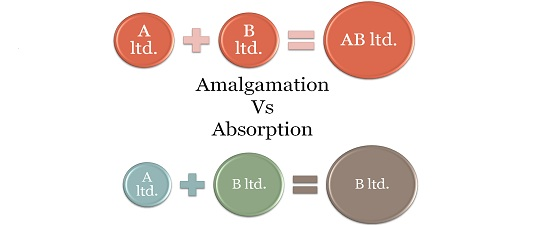 A
ltd.
B
ltd.
AB ltd.
Amalgamation
Vs
Absorption
A
ltd.
B ltd.
B ltd.